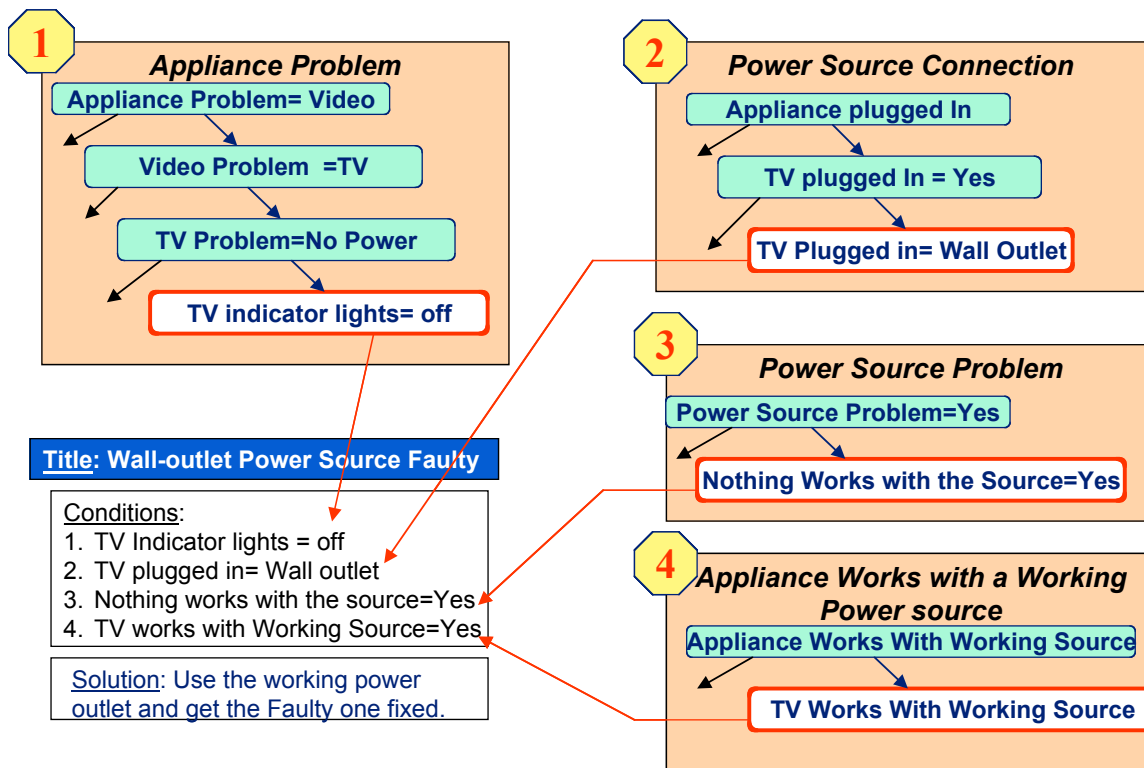 1
Appliance Problem
Appliance Problem= Video
Video Problem =TV
TV Problem=No Power
TV indicator lights= off
2
Power Source Connection
Appliance plugged In
TV plugged In = Yes
TV Plugged in= Wall Outlet
3
Power Source Problem
Power Source Problem=Yes
Nothing Works with the Source=Yes
4
Appliance Works with a Working
Power source
Appliance Works With Working Source
TV Works With Working Source
Title: Wall-outlet Power Source Faulty
Conditions:
1. TV Indicator lights = off
2. TV plugged in= Wall outlet
3. Nothing works with the source=Yes
4. TV works with Working Source=Yes
Solution: Use the working power
outlet and get the Faulty one fixed.